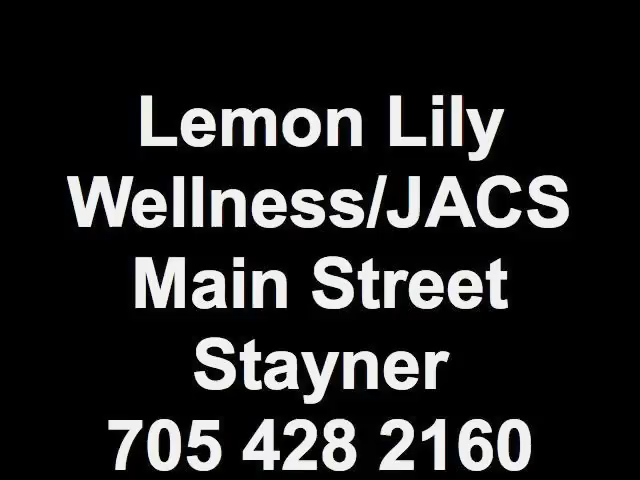 Lemon Lily
Wellness/JACS
Main Street
Stayner
705 428 2160